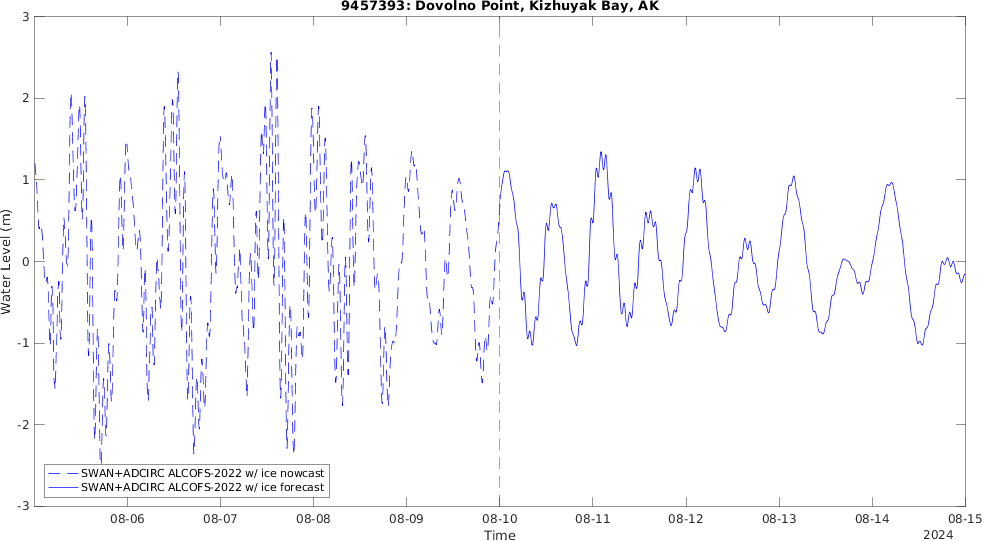 9457393: Dovolno Point, Kizhuyak Bay, AK
Water Level (m)
3
2
1
0
-1
-2
-3
SWAN+ADCIRC ALCOFS-2022 w/ ice nowcast
SWAN+ADCIRC ALCOFS-2022 w/ ice forecast
08-06 08-07 08-08 08-09 08-10 08-11 08-12 08-13 08-14 08-15
Time
2024